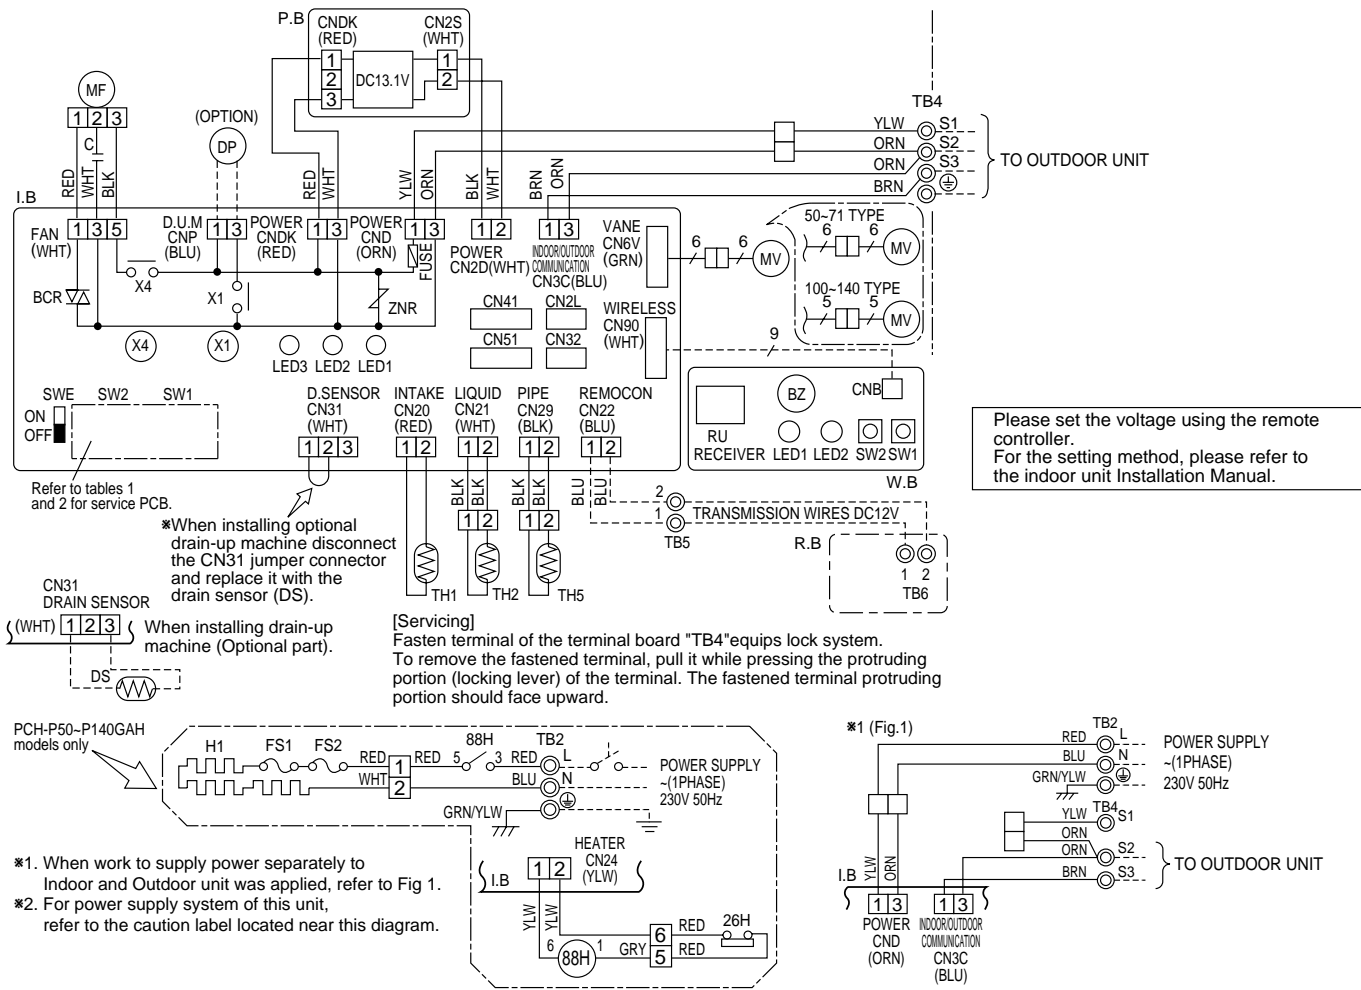 P.B
CNDK
(RED)
CN2S
(WHT)
1
2
3
DC13.1V
1
2
MF
1 2 3
C
RED
WHT
BLK
(OPTION)
DP
RED
WHT
YLW
ORN
BLK
WHT
BRN
ORN
TB4
YLW
S1
ORN
S2
ORN
S3
BRN
TO OUTDOOR UNIT
I.B
FAN
(WHT)
1 3 5
D.U.M
CNP
(BLU)
1 3
POWER
CNDK
(RED)
1 3
POWER
CND
(ORN)
1 3
FUSE
1 2
POWER
CN2D(WHT)
1 3
INDOOR/OUTDOOR
COMMUNICATION
CN3C(BLU)
VANE
CN6V
(GRN)
6
6
MV
50~71 TYPE
6
6
MV
100~140 TYPE
5
5
MV
X4
BCR
X1
ZNR
X4
X1
LED3 LED2 LED1
CN41
CN2L
CN51
CN32
WIRELESS
CN90
(WHT)
9
SWE
ON
OFF
SW2
SW1
Refer to tables 1
and 2 for service PCB.
D.SENSOR
CN31
(WHT)
1 2 3
INTAKE
CN20
(RED)
1 2
LIQUID
CN21
(WHT)
1 2
PIPE
CN29
(BLK)
1 2
REMOCON
CN22
(BLU)
1 2
RU
RECEIVER
BZ
CNB
LED1 LED2 SW2 SW1
W.B
Please set the voltage using the remote
controller.
For the setting method, please refer to
the indoor unit Installation Manual.
BLK
BLK
BLK
BLK
BLU
BLU
1 2
1 2
TH1
TH2
TH5
2
1
TB5
TRANSMISSION WIRES DC12V
R.B
1 2
TB6
※When installing optional
drain-up machine disconnect
the CN31 jumper connector
and replace it with the
drain sensor (DS).
CN31
DRAIN SENSOR
(WHT)
1 2 3
DS
When installing drain-up
machine (Optional part).
[Servicing]
Fasten terminal of the terminal board "TB4"equips lock system.
To remove the fastened terminal, pull it while pressing the protruding
portion (locking lever) of the terminal. The fastened terminal protruding
portion should face upward.
PCH-P50~P140GAH
models only
H1
FS1
FS2
RED
WHT
1
2
RED
5
88H
3
RED
BLU
TB2
L
N
GRN/YLW
POWER SUPPLY
~(1PHASE)
230V 50Hz
I.B
1 2
HEATER
CN24
(YLW)
YLW
YLW
6
88H
1
GRY
6
5
RED
RED
26H
※1. When work to supply power separately to
Indoor and Outdoor unit was applied, refer to Fig 1.
※2. For power supply system of this unit,
refer to the caution label located near this diagram.
※1 (Fig.1)
TB2
RED
L
BLU
N
GRN/YLW
POWER SUPPLY
~(1PHASE)
230V 50Hz
TB4
YLW
S1
ORN
ORN
S2
BRN
S3
TO OUTDOOR UNIT
I.B
YLW
ORN
1 3
POWER
CND
(ORN)
1 3
INDOOR/OUTDOOR
COMMUNICATION
CN3C
(BLU)